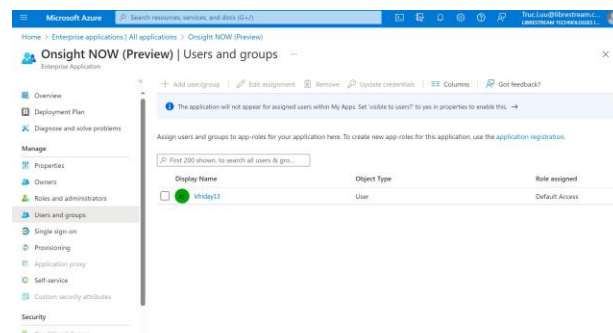 Microsoft Azure
Search resources, services, and docs (G+/)
Truc.Luu@librestream.c...
LIBRESTREAM TECHNOLOGIES I...
Home > Enterprise applications | All applications > Onsight NOW (Preview)
Onsight NOW (Preview) | Users and groups ...
Enterprise Application
Overview
Deployment Plan
Diagnose and solve problems
Manage
Properties
Owners
Roles and administrators
Users and groups
Single sign-on
Provisioning
Application proxy
Self-service
Custom security attributes
Security
+ Add user/group
Edit assignment
Remove
Update credentials
Columns
Got feedback?
The application will not appear for assigned users within My Apps. Set 'visible to users?' to yes in properties to enable this. →
Assign users and groups to app-roles for your application here. To create new app-roles for this application, use the application registration.
First 200 shown, to search all users & gro...
Display Name Object Type Role assigned
kfriday13 User Default Access